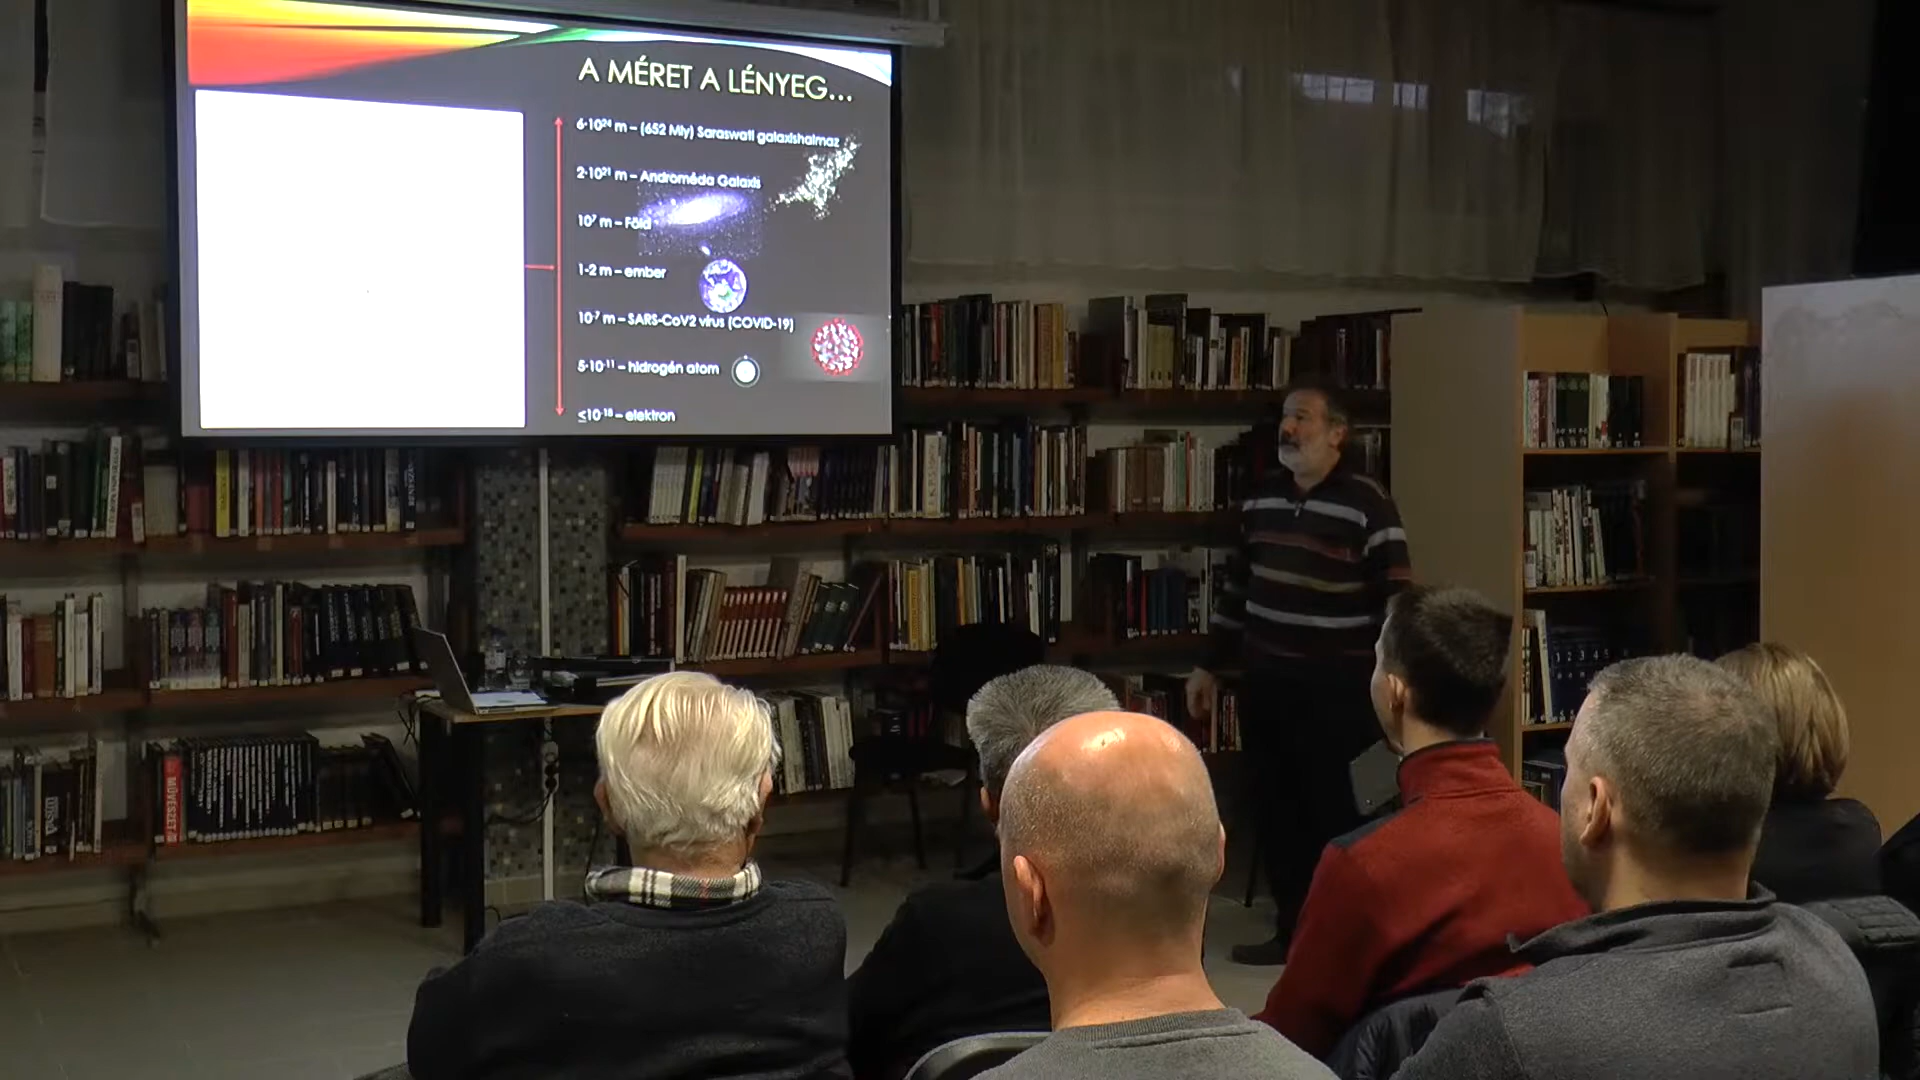 A MÉRET A LÉNYEG...
6·10²⁴ m – (652 Mly) Saraswati galaxishalmaz
2·10²¹ m – Androméda Galaxis
10⁷ m – Föld
1-2 m – ember
10⁻⁷ m – SARS-CoV2 vírus (COVID-19)
5·10⁻¹¹ – hidrogén atom
≤10⁻¹⁸ – elektron
MŰVÉSZET